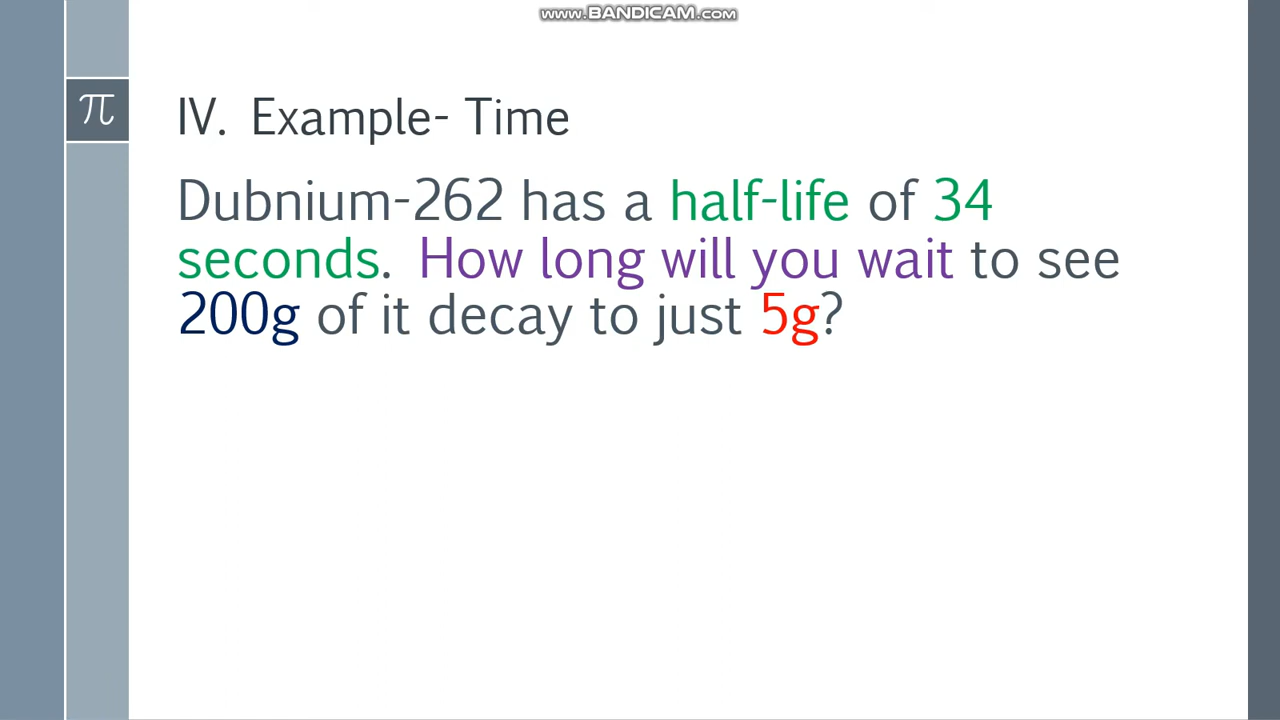 www.BANDICAM.com
π
IV. Example- Time
Dubnium-262 has a half-life of 34
seconds. How long will you wait to see
200g of it decay to just 5g?